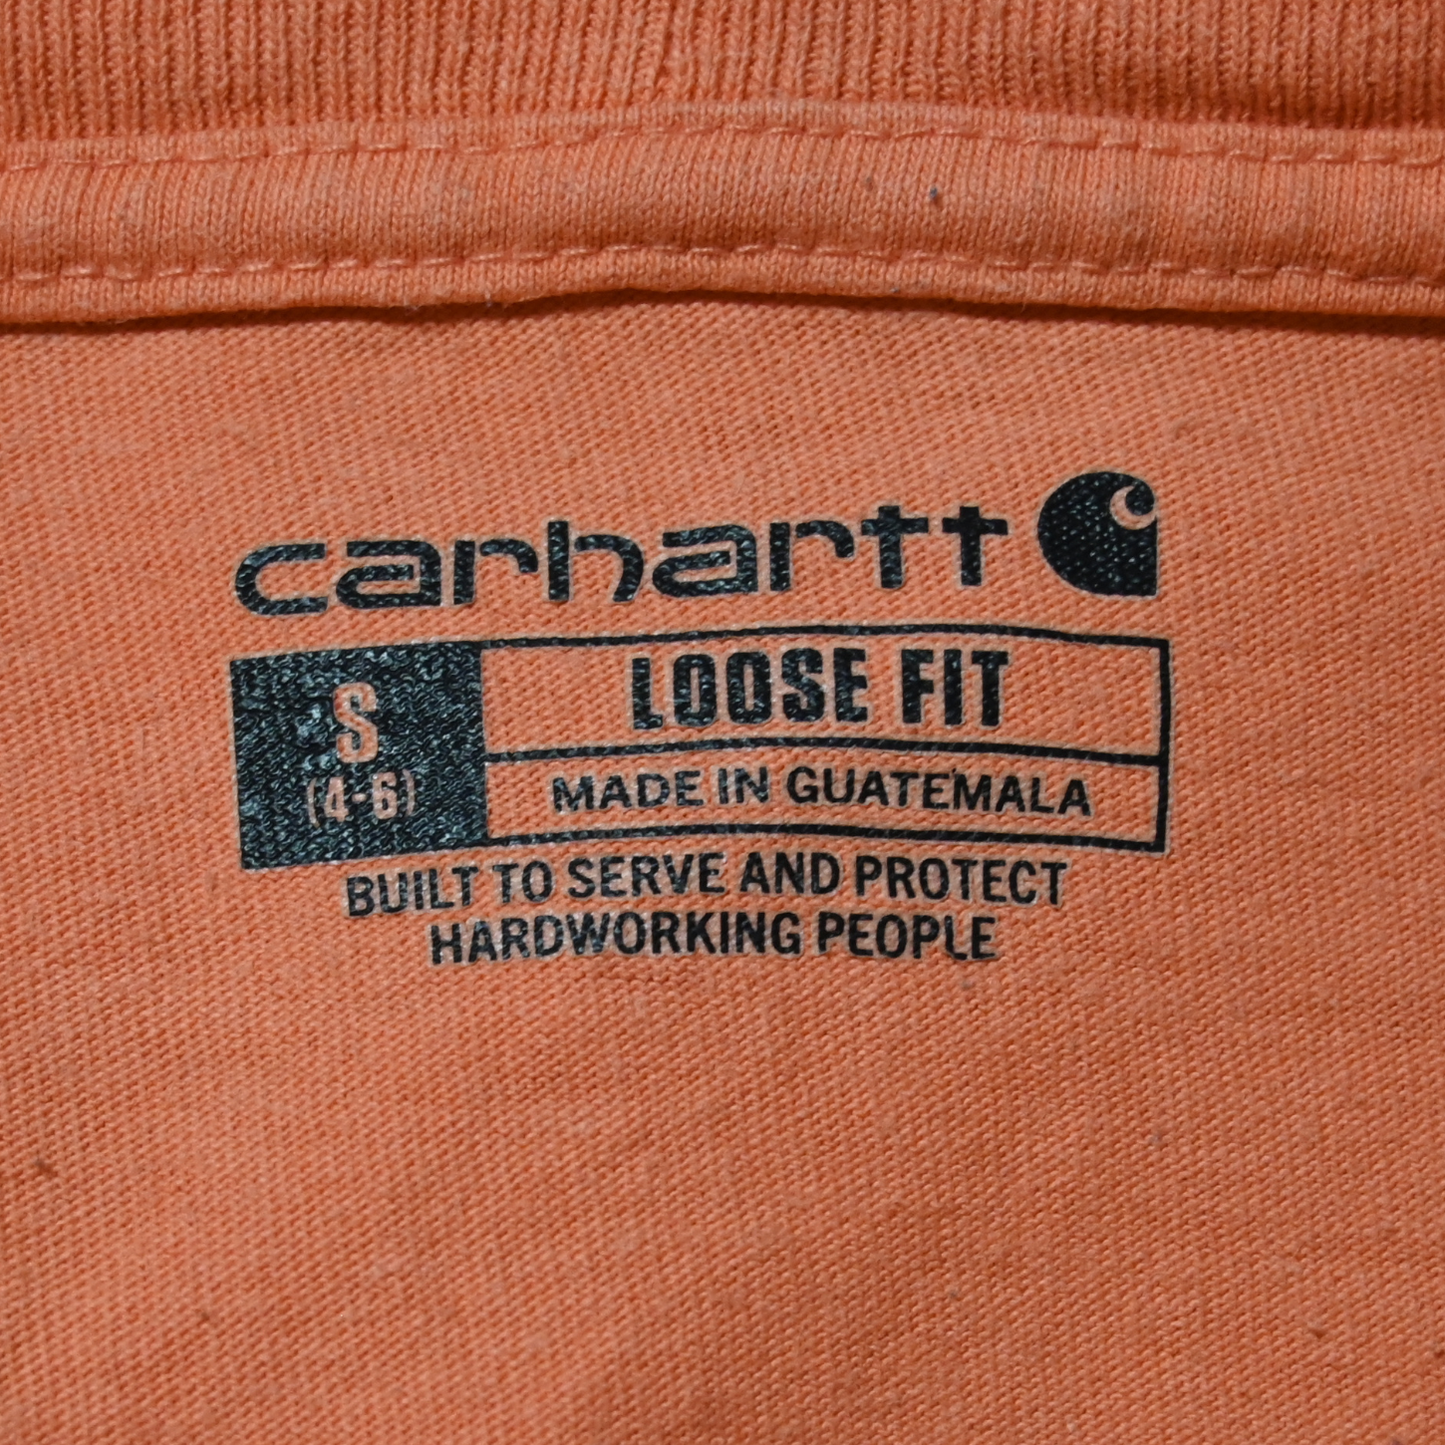 carhartt
S
(4-6)
LOOSE FIT
MADE IN GUATEMALA
BUILT TO SERVE AND PROTECT
HARDWORKING PEOPLE